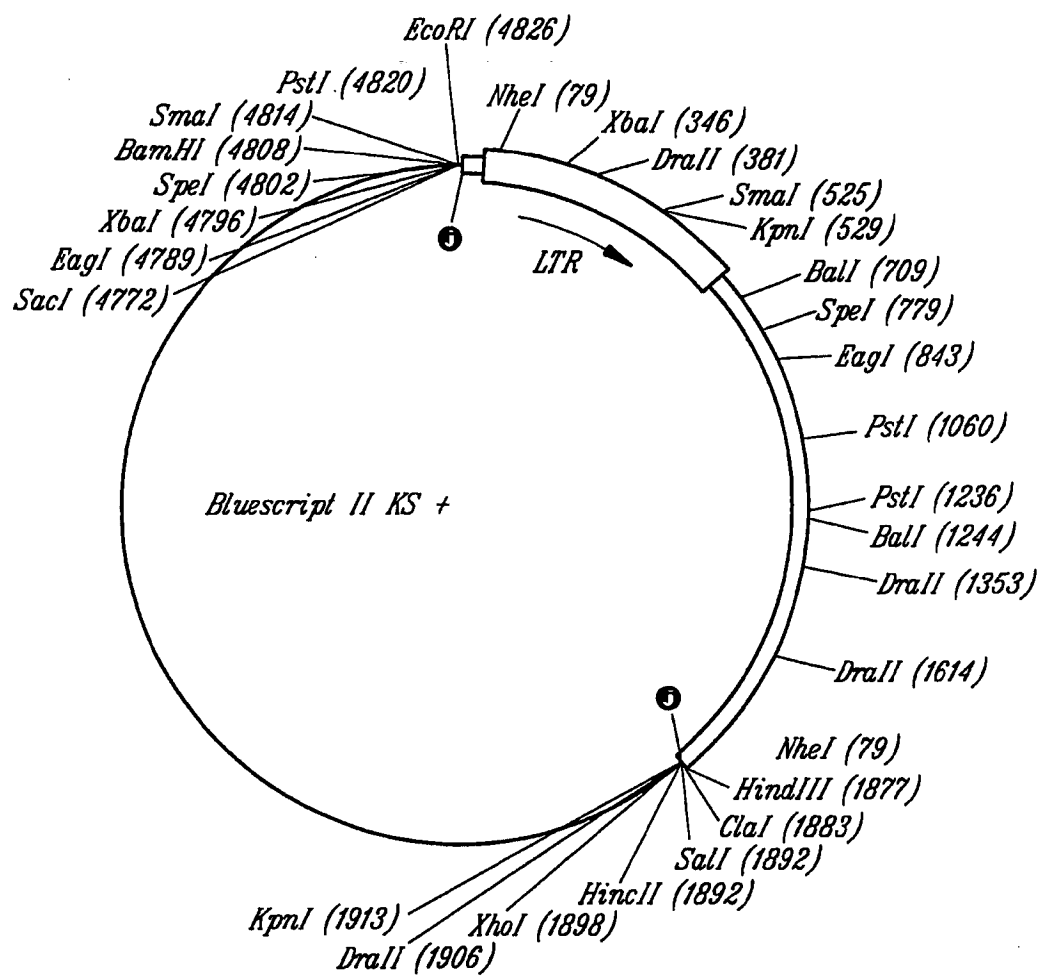 EcoRI (4826)
PstI (4820)
NheI (79)
SmaI (4814)
XbaI (346)
BamHI (4808)
DraII (381)
SpeI (4802)
SmaI (525)
XbaI (4796)
KpnI (529)
EagI (4789)
j
LTR
BalI (709)
SacI (4772)
SpeI (779)
EagI (843)
PstI (1060)
Bluescript II KS +
PstI (1236)
BalI (1244)
DraII (1353)
DraII (1614)
j
NheI (79)
HindIII (1877)
ClaI (1883)
SalI (1892)
HincII (1892)
KpnI (1913)
XhoI (1898)
DraII (1906)